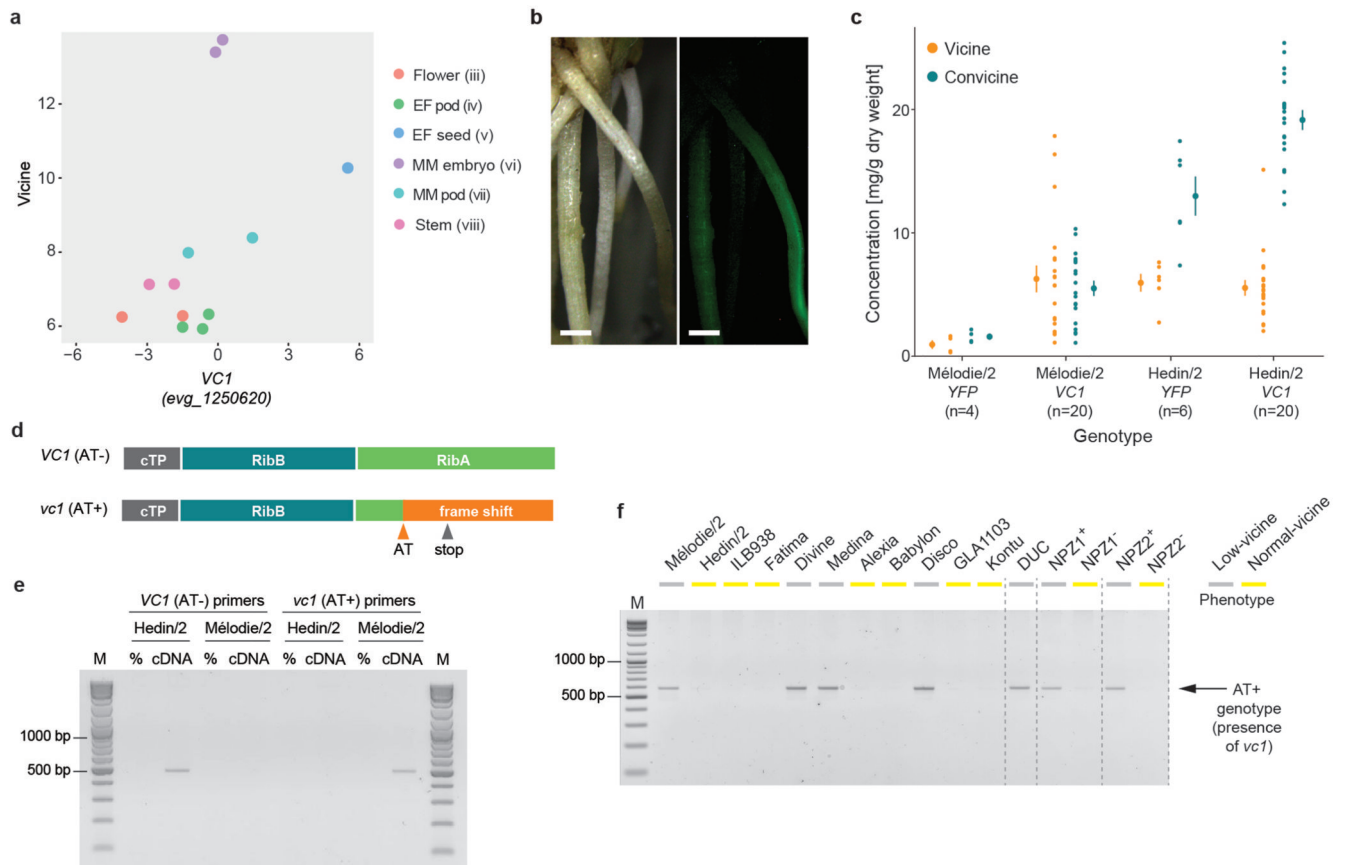 a
Vicine
12
10
8
6
−6
−3
0
3
6
VC1
(evg_1250620)
Flower (iii)
EF pod (iv)
EF seed (v)
MM embryo (vi)
MM pod (vii)
Stem (viii)
b
c
Vicine
Convicine
Concentration [mg/g dry weight]
20
10
0
Mélodie/2 Mélodie/2 Hedin/2 Hedin/2
YFP VC1 YFP VC1
(n=4) (n=20) (n=6) (n=20)
Genotype
d
VC1 (AT-) cTP RibB RibA
vc1 (AT+) cTP RibB frame shift
AT stop
e
VC1 (AT-) primers vc1 (AT+) primers
Hedin/2 Mélodie/2 Hedin/2 Mélodie/2
M % cDNA % cDNA % cDNA % cDNA M
1000 bp
500 bp
f
Mélodie/2
Hedin/2
ILB938
Fatima
Divine
Medina
Alexia
Babylon
Disco
GLA1103
Kontu
DUC
NPZ1+
NPZ1-
NPZ2+
NPZ2-
Low-vicine
Normal-vicine
Phenotype
M
1000 bp
500 bp
AT+
genotype
(presence
of vc1)